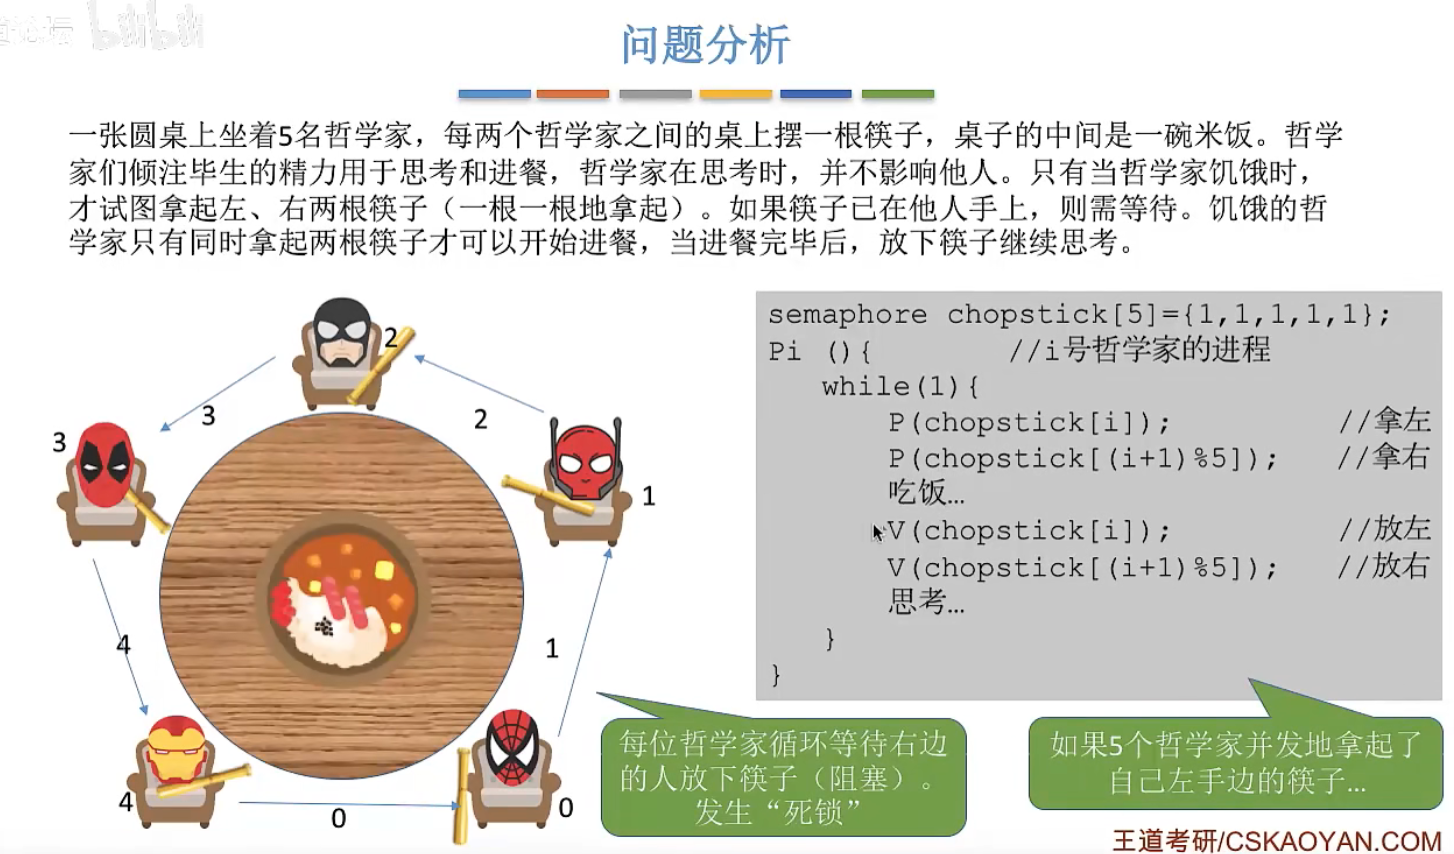 bilibili
问题分析
一张圆桌上坐着5名哲学家，每两个哲学家之间的桌上摆一根筷子，桌子的中间是一碗米饭。哲学
家们倾注毕生的精力用于思考和进餐，哲学家在思考时，并不影响他人。只有当哲学家饥饿时，
才试图拿起左、右两根筷子（一根一根地拿起）。如果筷子已在他人手上，则需等待。饥饿的哲
学家只有同时拿起两根筷子才可以开始进餐，当进餐完毕后，放下筷子继续思考。
2
3
2
3
1
4
1
4
0
0
semaphore chopstick[5]={1,1,1,1,1};
Pi (){ //i号哲学家的进程
while(1){
P(chopstick[i]); //拿左
P(chopstick[(i+1)%5]); //拿右
吃饭…
V(chopstick[i]); //放左
V(chopstick[(i+1)%5]); //放右
思考…
}
}
每位哲学家循环等待右边
的人放下筷子（阻塞）。
发生“死锁”
如果5个哲学家并发地拿起了
自己左手边的筷子…
王道考研/CSKAOYAN.COM